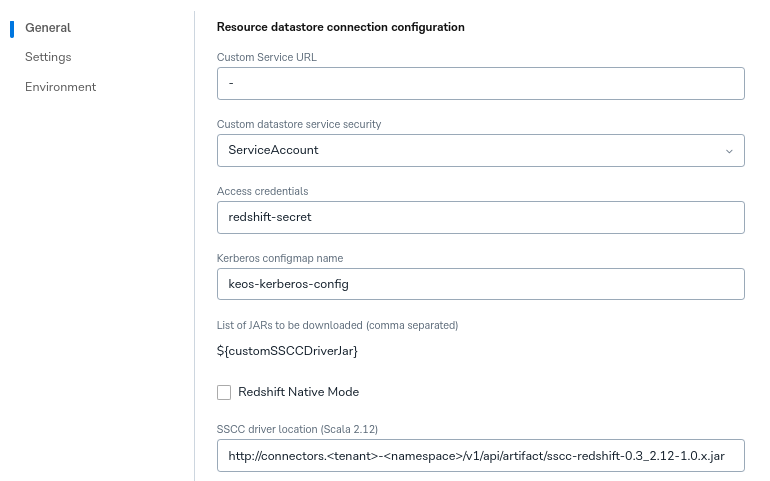 General
Settings
Environment
Resource datastore connection configuration
Custom Service URL
-
Custom datastore service security
ServiceAccount
Access credentials
redshift-secret
Kerberos configmap name
keos-kerberos-config
List of JARs to be downloaded (comma separated)
${customSSCCDriverJar}
Redshift Native Mode
SSCC driver location (Scala 2.12)
http://connectors.<tenant>-<namespace>/v1/api/artifact/sscc-redshift-0.3_2.12-1.0.x.jar